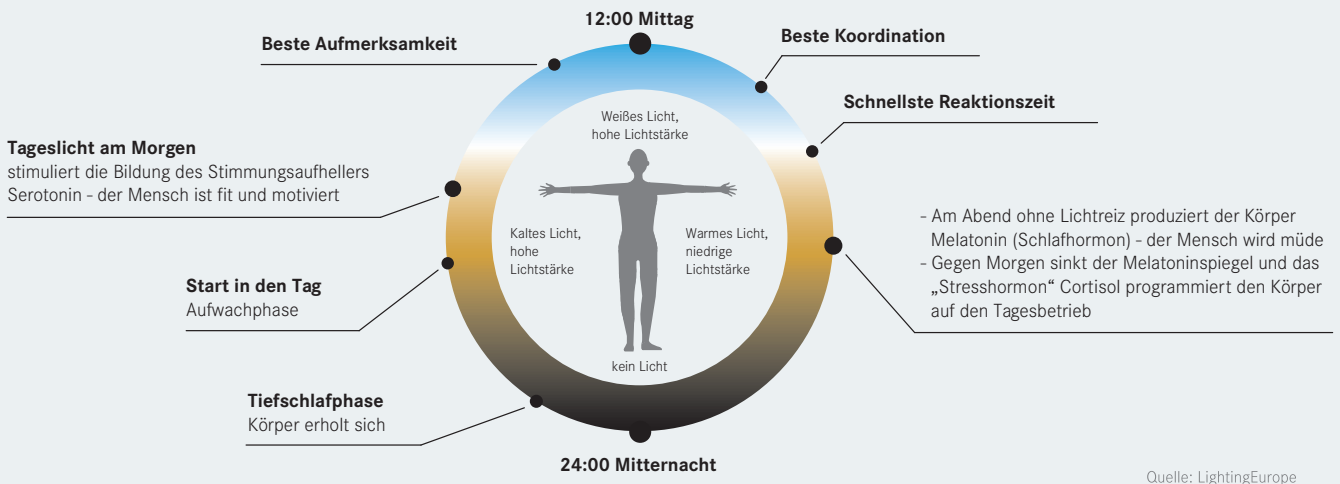 12:00 Mittag
Beste Aufmerksamkeit
Beste Koordination
Schnellste Reaktionszeit
Weißes Licht,
hohe Lichtstärke
Tageslicht am Morgen
stimuliert die Bildung des Stimmungsaufhellers
Serotonin - der Mensch ist fit und motiviert
Kaltes Licht,
hohe
Lichtstärke
Warmes Licht,
niedrige
Lichtstärke
- Am Abend ohne Lichtreiz produziert der Körper
Melatonin (Schlafhormon) - der Mensch wird müde
- Gegen Morgen sinkt der Melatoninspiegel und das
„Stresshormon“ Cortisol programmiert den Körper
auf den Tagesbetrieb
Start in den Tag
Aufwachphase
kein Licht
Tiefschlafphase
Körper erholt sich
24:00 Mitternacht
Quelle: LightingEurope